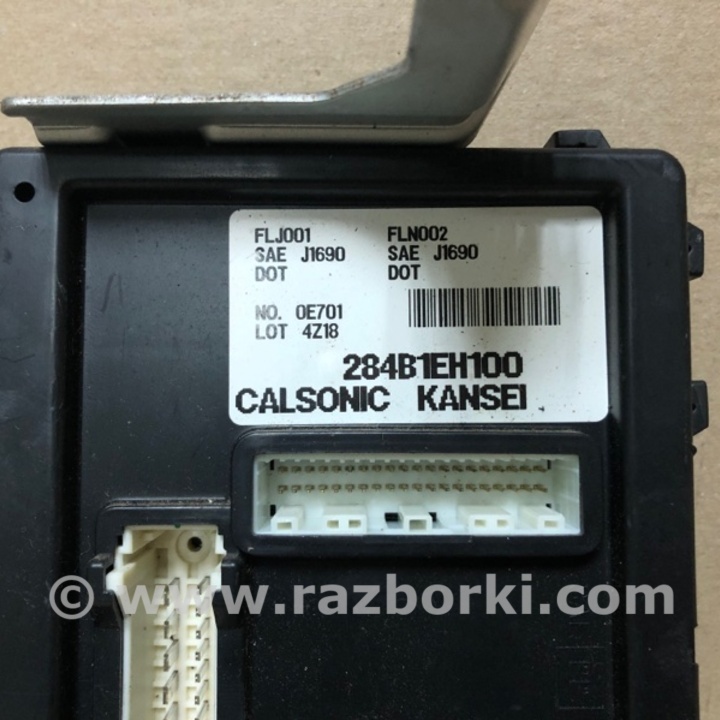 FLJ001 FLN002
SAE J1690 SAE J1690
DOT DOT
NO. 0E701
LOT 4Z18
284B1EH100
CALSONIC KANSEI
© www.razborki.com